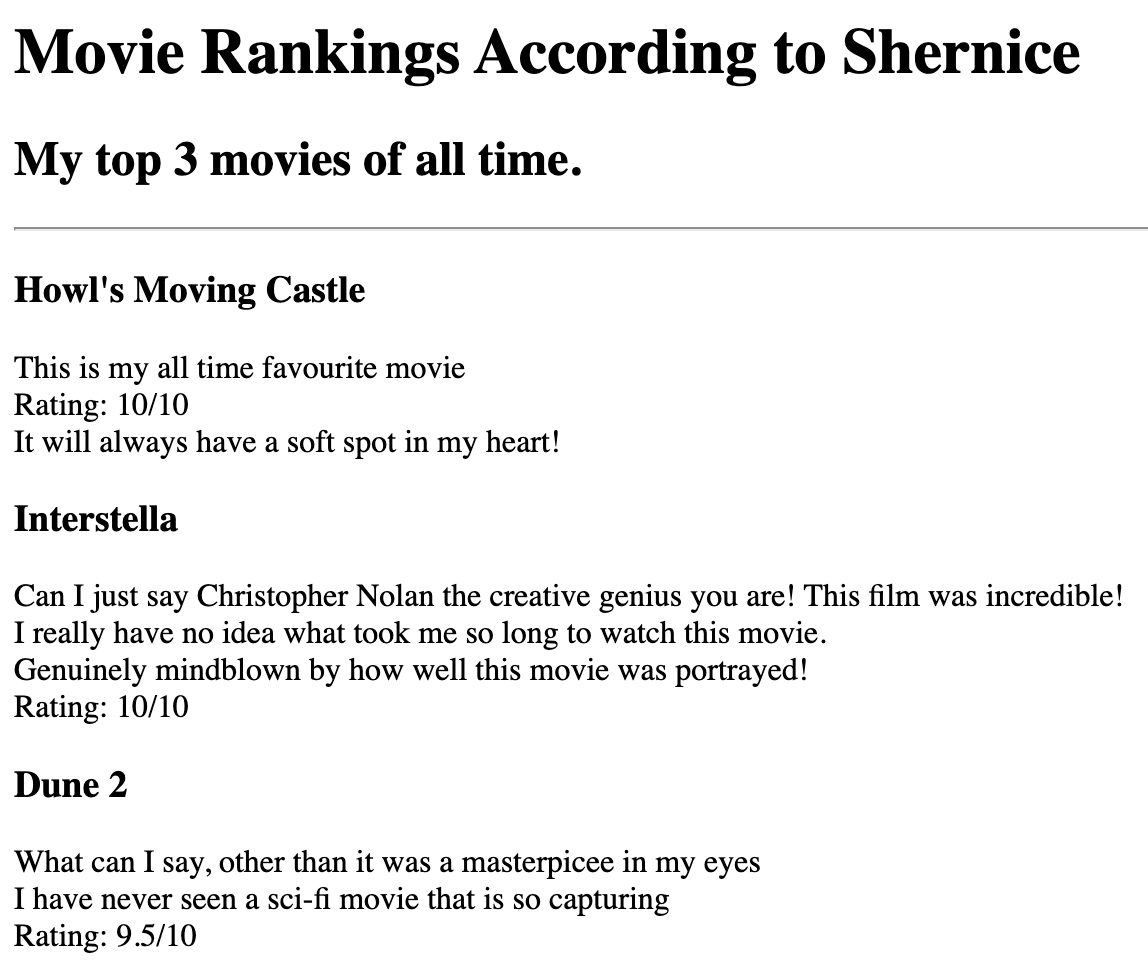 Movie Rankings According to Shernice
My top 3 movies of all time.
Howl's Moving Castle
This is my all time favourite movie
Rating: 10/10
It will always have a soft spot in my heart!
Interstella
Can I just say Christopher Nolan the creative genius you are! This film was incredible!
I really have no idea what took me so long to watch this movie.
Genuinely mindblown by how well this movie was portrayed!
Rating: 10/10
Dune 2
What can I say, other than it was a masterpicee in my eyes
I have never seen a sci-fi movie that is so capturing
Rating: 9.5/10